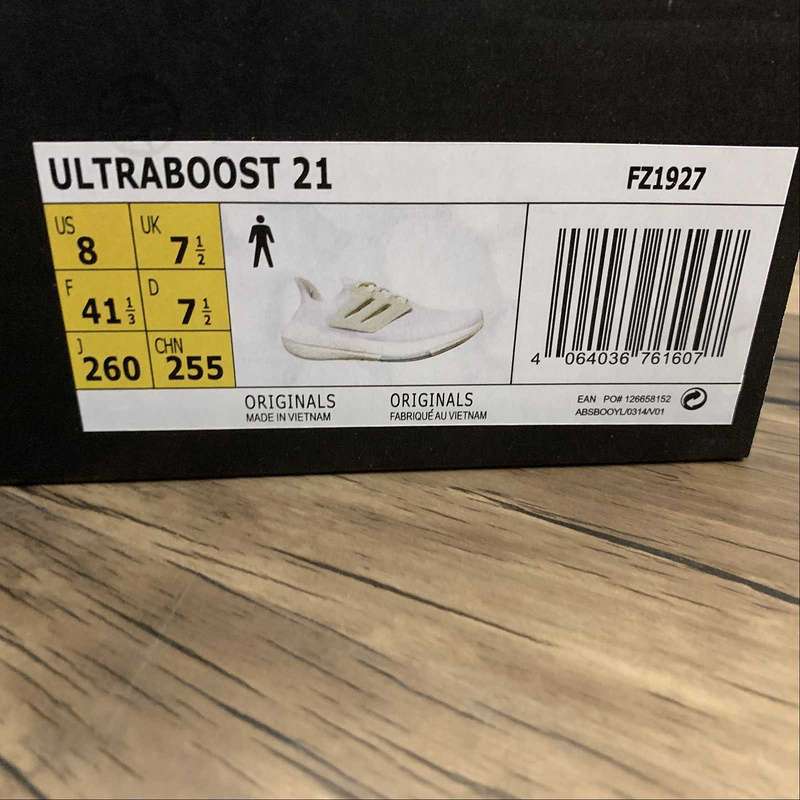 ULTRABOOST 21
FZ1927
US 8
UK 7 1/2
F 41 1/3
D 7 1/2
J 260
CHN 255
4 064036 761607
ORIGINALS
MADE IN VIETNAM
ORIGINALS
FABRIQUÉ AU VIETNAM
EAN PO# 126658152
ABSBOOYL/0314/V01